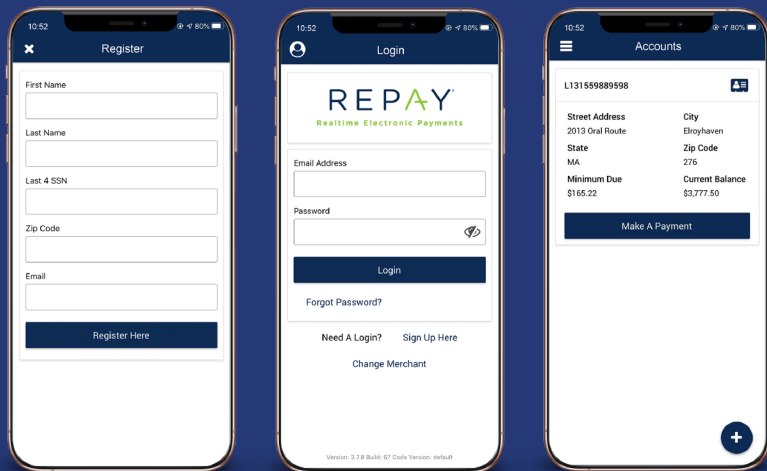 10:52
80%
Register
First Name
Last Name
Last 4 SSN
Zip Code
Email
Register Here
10:52
80%
Login
REPAY
Realtime Electronic Payments
Email Address
Password
Login
Forgot Password?
Need A Login? Sign Up Here
Change Merchant
Version: 3.7.8 Build: 67 Code Version: default
10:52
80%
Accounts
L131559889598
Street Address City
2013 Oral Route Elroyhaven
State Zip Code
MA 276
Minimum Due Current Balance
$165.22 $3,777.50
Make A Payment
+